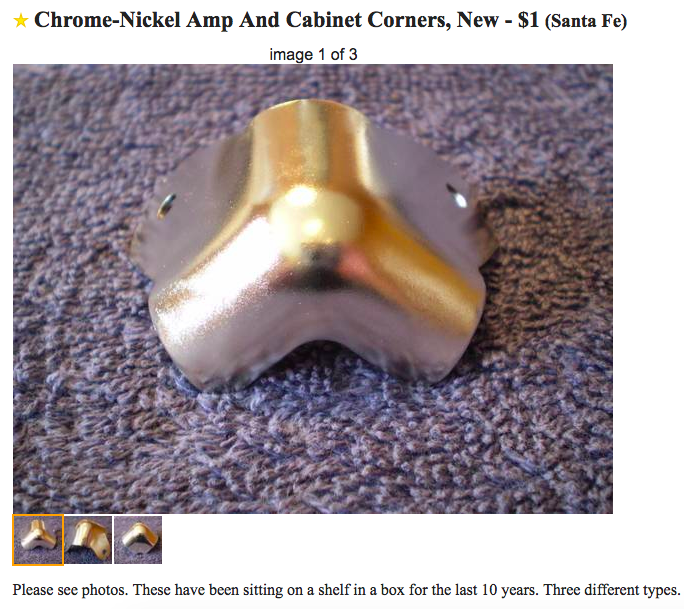 Chrome-Nickel Amp And Cabinet Corners, New - $1 (Santa Fe)
image 1 of 3
Please see photos. These have been sitting on a shelf in a box for the last 10 years. Three different types.